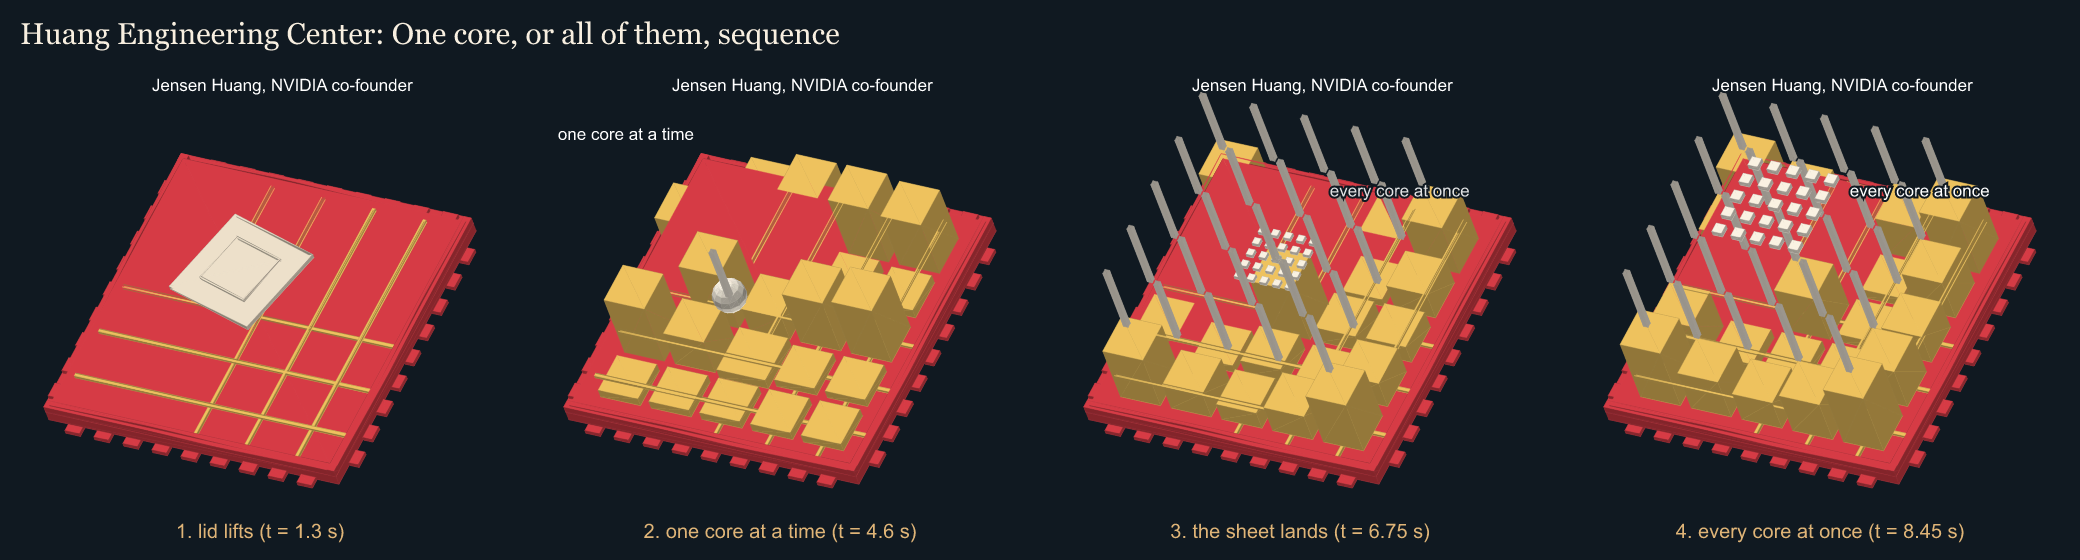 Huang Engineering Center: One core, or all of them, sequence
Jensen Huang, NVIDIA co-founder
Jensen Huang, NVIDIA co-founder
Jensen Huang, NVIDIA co-founder
Jensen Huang, NVIDIA co-founder
one core at a time
every core at once
every core at once
1. lid lifts (t = 1.3 s)
2. one core at a time (t = 4.6 s)
3. the sheet lands (t = 6.75 s)
4. every core at once (t = 8.45 s)